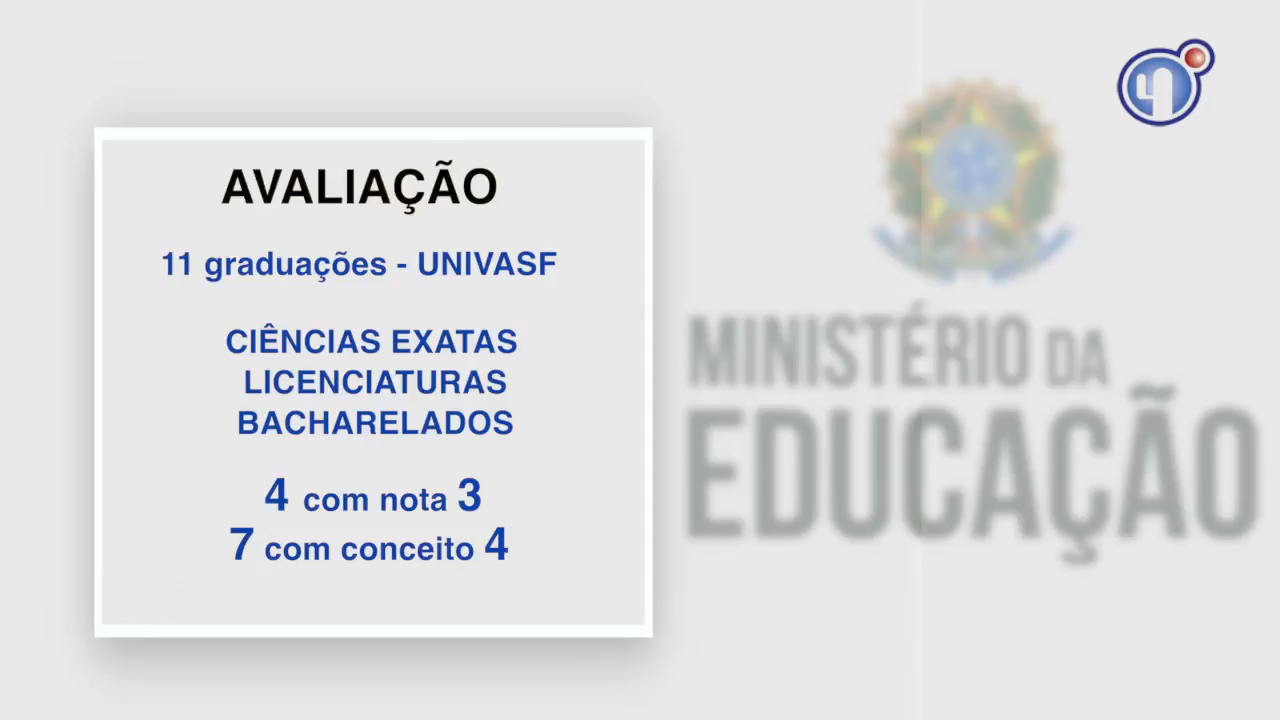 AVALIAÇÃO
11 graduações - UNIVASF
CIÊNCIAS EXATAS
LICENCIATURAS
BACHARELADOS
4 com nota 3
7 com conceito 4
MINISTÉRIO DA
EDUCAÇÃO